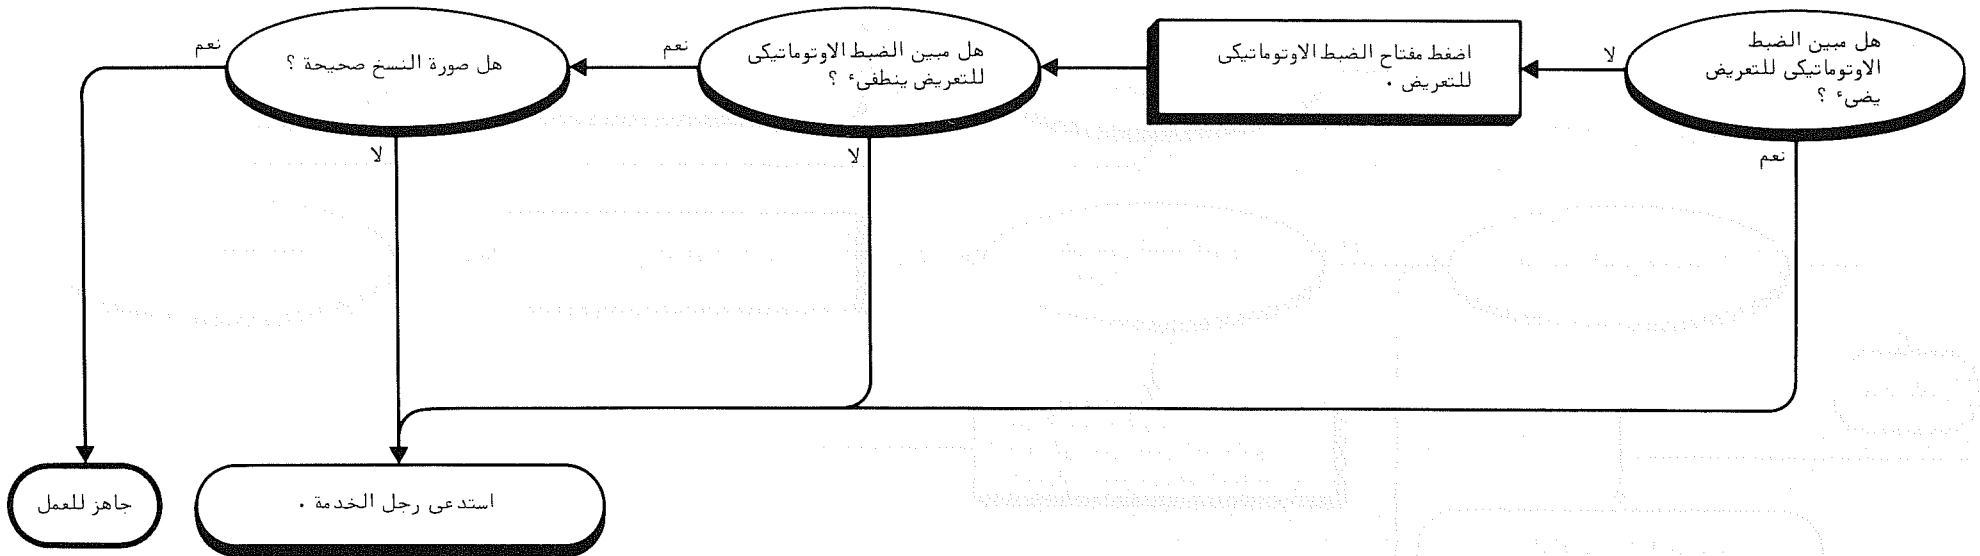 هل مبين الضبط
الاوتوماتيكى للتعريض
يضىء ؟
لا
نعم
اضغط مفتاح الضبط الاوتوماتيكى
للتعريض .
هل مبين الضبط الاوتوماتيكى
للتعريض ينطفىء ؟
نعم
لا
هل صورة النسخ صحيحة ؟
نعم
لا
استدعى رجل الخدمة .
جاهز للعمل